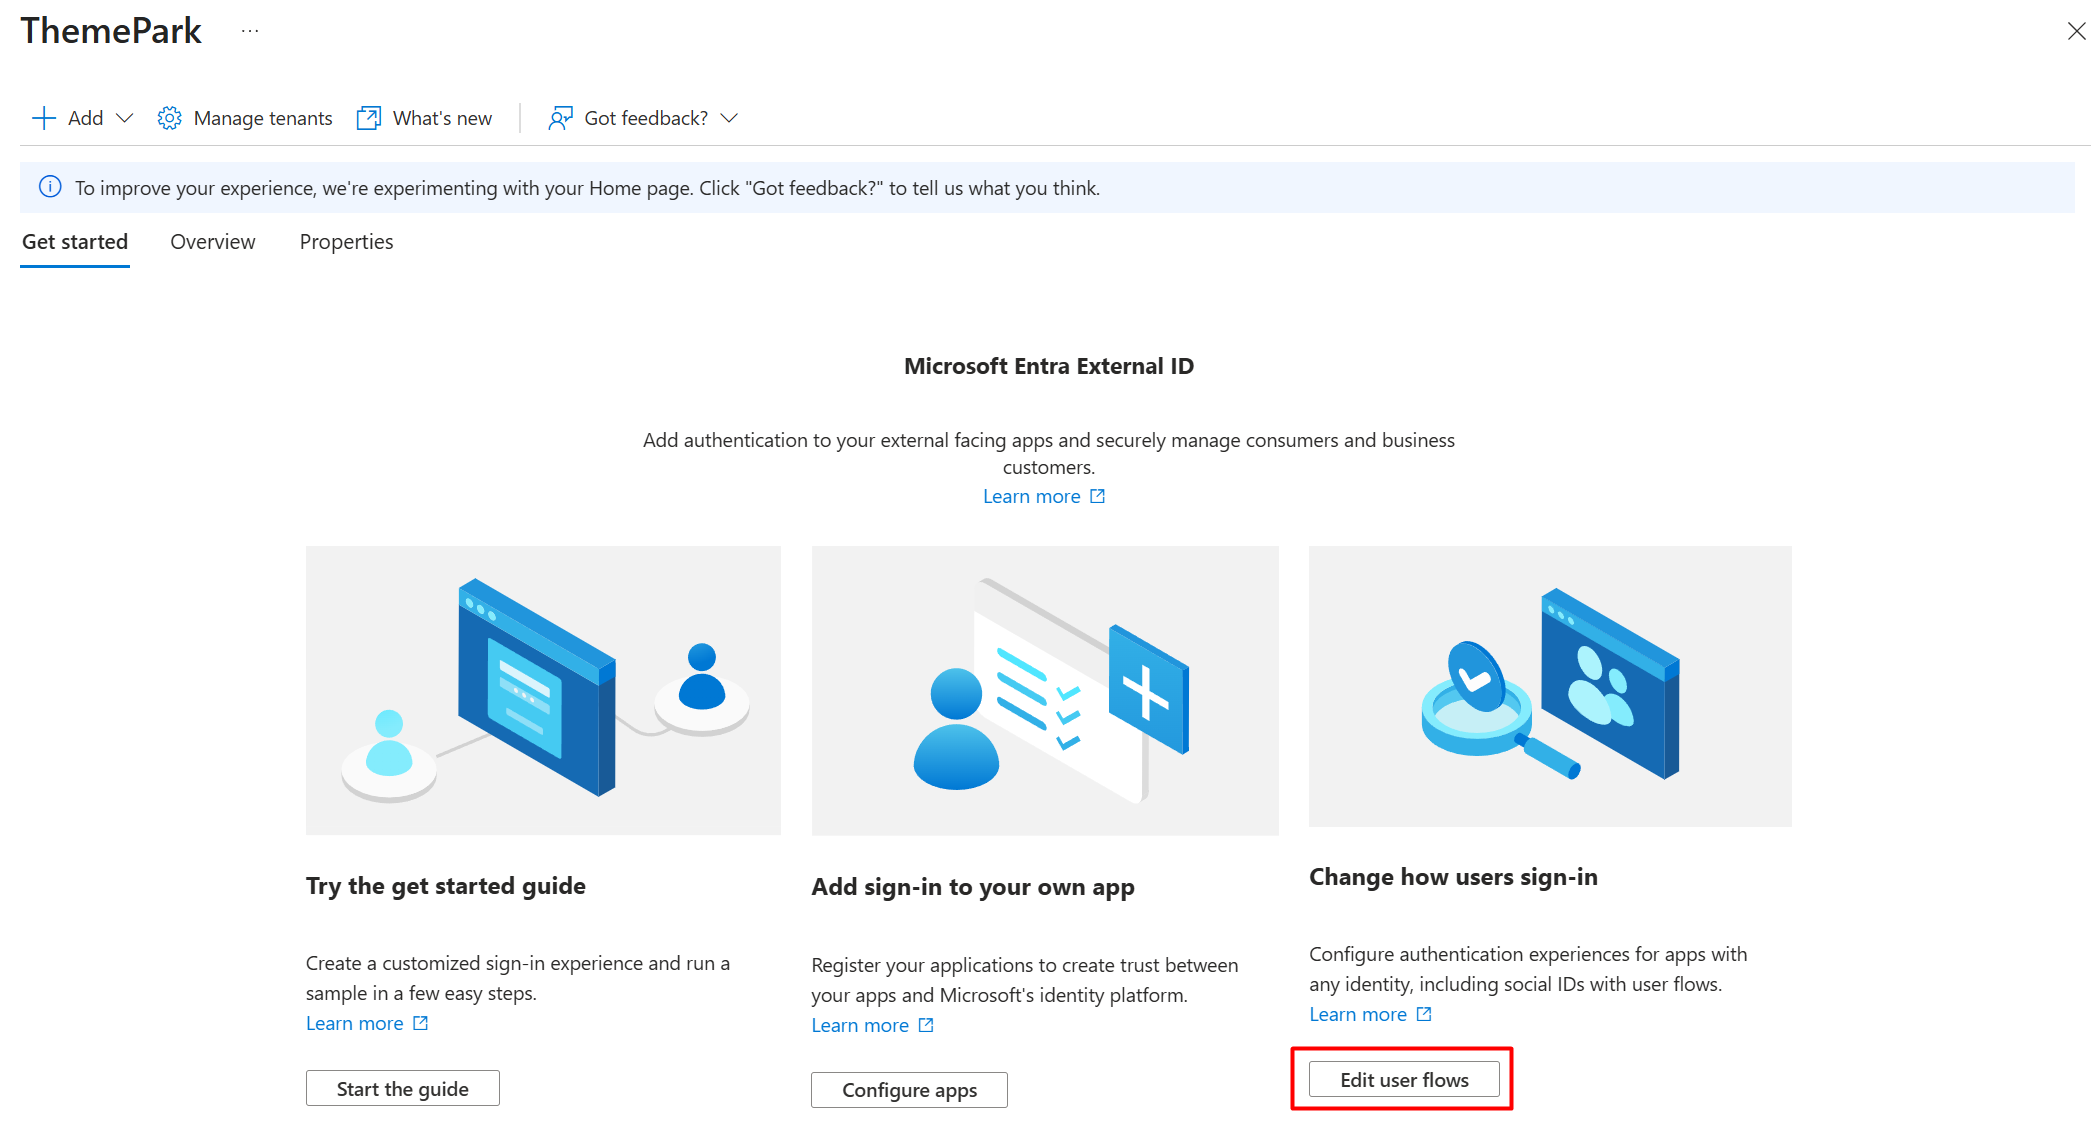 ThemePark ...
Add Manage tenants What's new Got feedback?
To improve your experience, we're experimenting with your Home page. Click "Got feedback?" to tell us what you think.
Get started Overview Properties
Microsoft Entra External ID
Add authentication to your external facing apps and securely manage consumers and business
customers.
Learn more
Try the get started guide
Create a customized sign-in experience and run a
sample in a few easy steps.
Learn more
Start the guide
Add sign-in to your own app
Register your applications to create trust between
your apps and Microsoft's identity platform.
Learn more
Configure apps
Change how users sign-in
Configure authentication experiences for apps with
any identity, including social IDs with user flows.
Learn more
Edit user flows